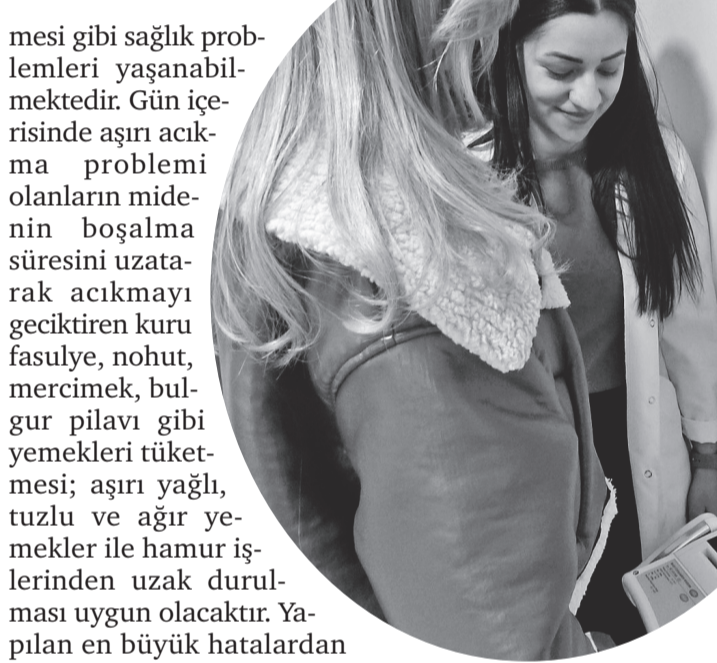 mesi gibi sağlık prob-
lemleri yaşanabil-
mektedir. Gün içe-
risinde aşırı acık-
ma problemi
olanların mide-
nin boşalma
süresini uzata-
rak acıkmayı
geciktiren kuru
fasulye, nohut,
mercimek, bul-
gur pilavı gibi
yemekleri tüket-
mesi; aşırı yağlı,
tuzlu ve ağır ye-
mekler ile hamur iş-
lerinden uzak durul-
ması uygun olacaktır. Ya-
pılan en büyük hatalardan